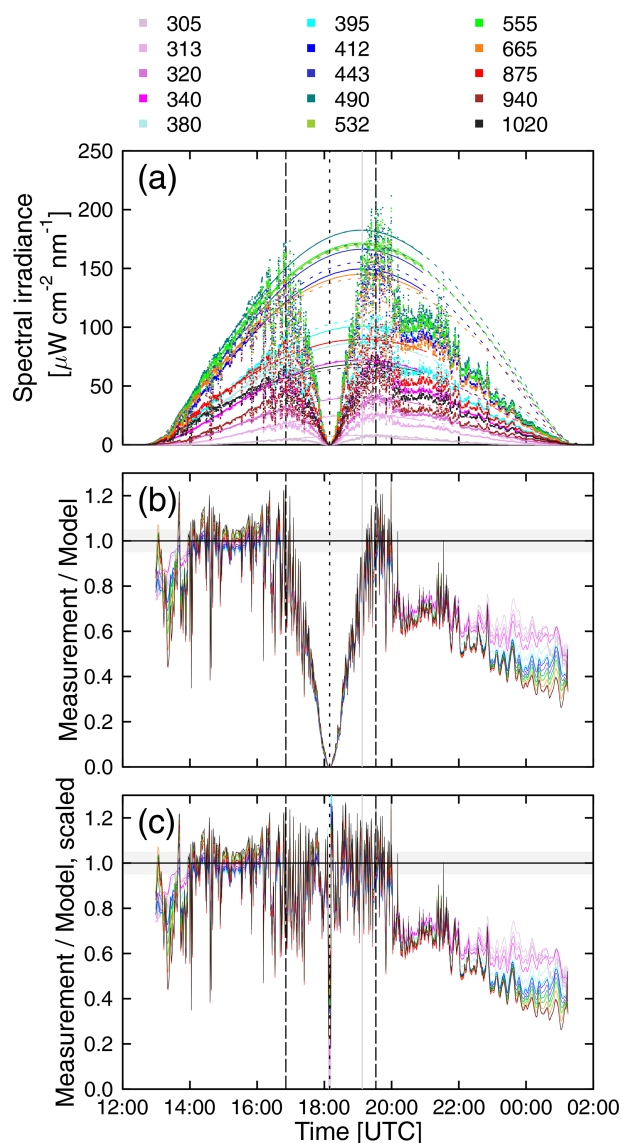 305 395 555
313 412 665
320 443 875
340 490 940
380 532 1020
(a)
250
200
150
100
50
0
Spectral irradiance
[μW cm⁻² nm⁻¹]
(b)
1.2
1.0
0.8
0.6
0.4
0.2
0.0
Measurement / Model
(c)
1.2
1.0
0.8
0.6
0.4
0.2
0.0
Measurement / Model, scaled
12:00 14:00 16:00 18:00 20:00 22:00 00:00 02:00
Time [UTC]